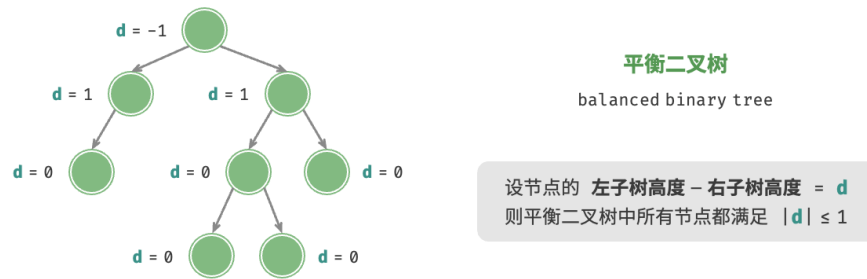 d = -1
d = 1
d = 1
d = 0
d = 0
d = 0
d = 0
d = 0
平衡二叉树
balanced binary tree
设节点的 左子树高度 – 右子树高度 = d
则平衡二叉树中所有节点都满足 |d| ≤ 1